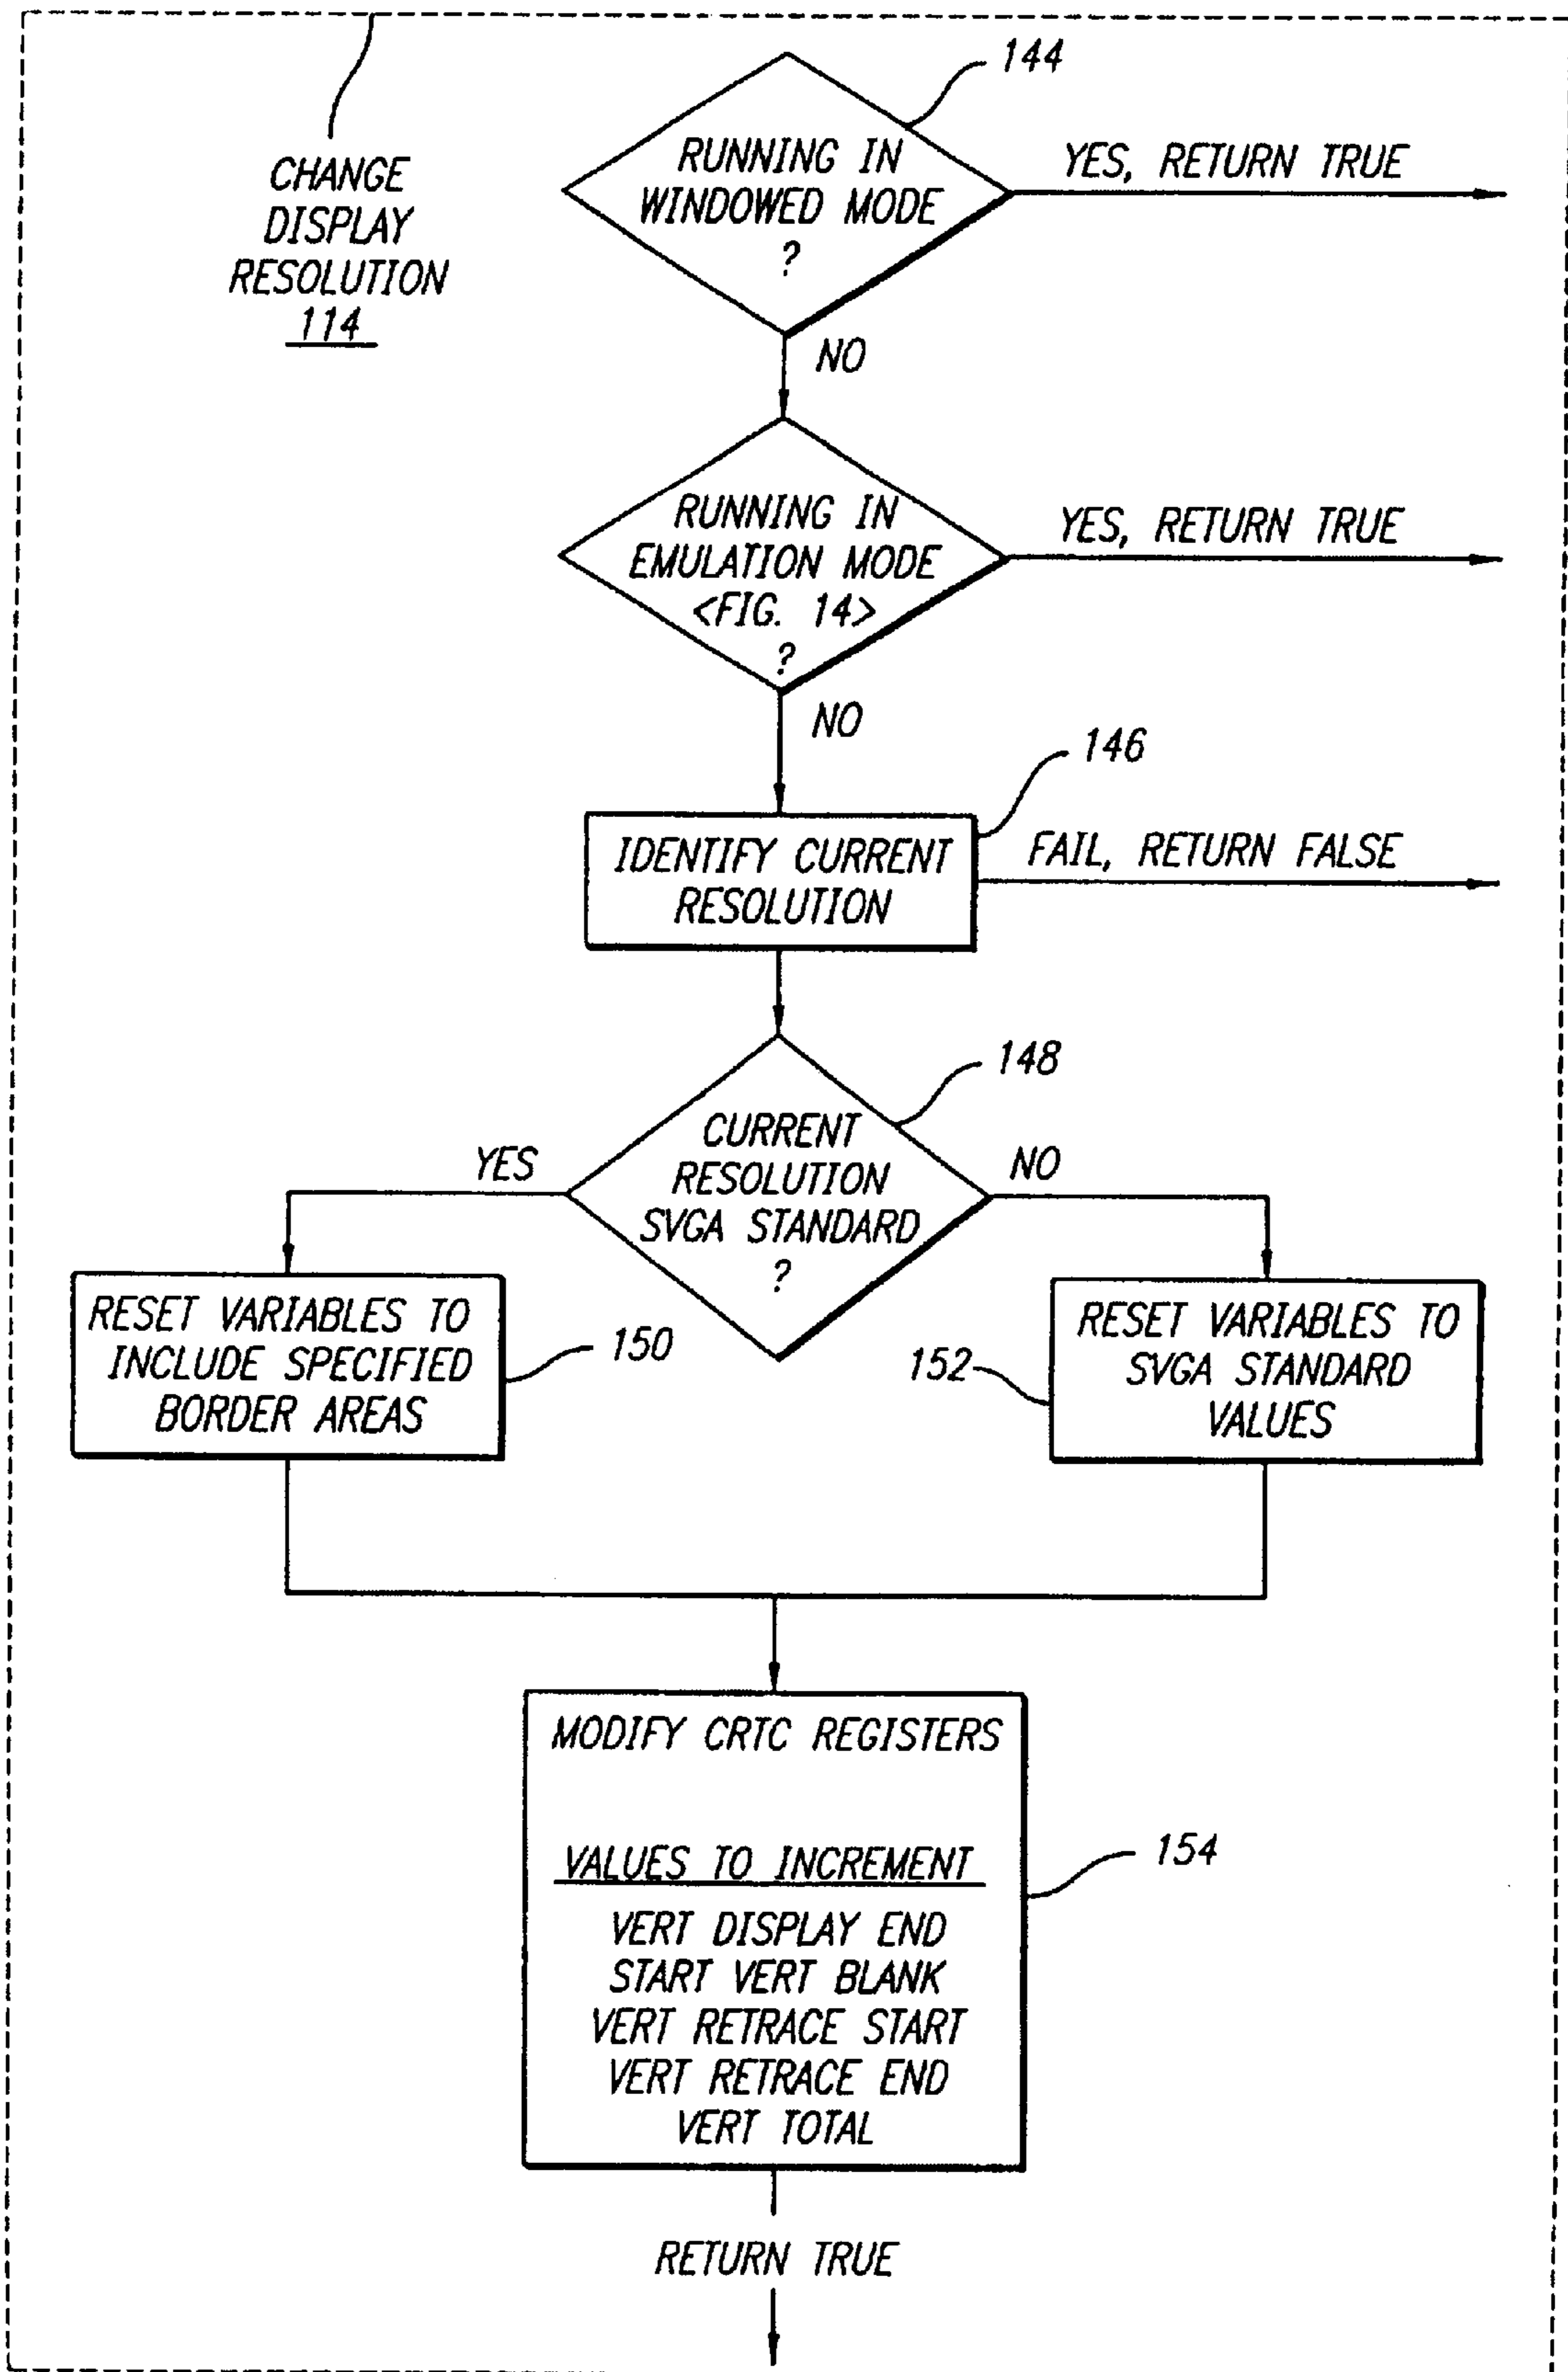 144
RUNNING IN
WINDOWED MODE
?
YES, RETURN TRUE
CHANGE
DISPLAY
RESOLUTION
114
NO
RUNNING IN
EMULATION MODE
<FIG. 14>
?
YES, RETURN TRUE
NO
146
IDENTIFY CURRENT
RESOLUTION
FAIL, RETURN FALSE
148
CURRENT
RESOLUTION
SVGA STANDARD
?
YES
NO
RESET VARIABLES TO
INCLUDE SPECIFIED
BORDER AREAS
150
152
RESET VARIABLES TO
SVGA STANDARD
VALUES
MODIFY CRTC REGISTERS
VALUES TO INCREMENT
VERT DISPLAY END
START VERT BLANK
VERT RETRACE START
VERT RETRACE END
VERT TOTAL
154
RETURN TRUE